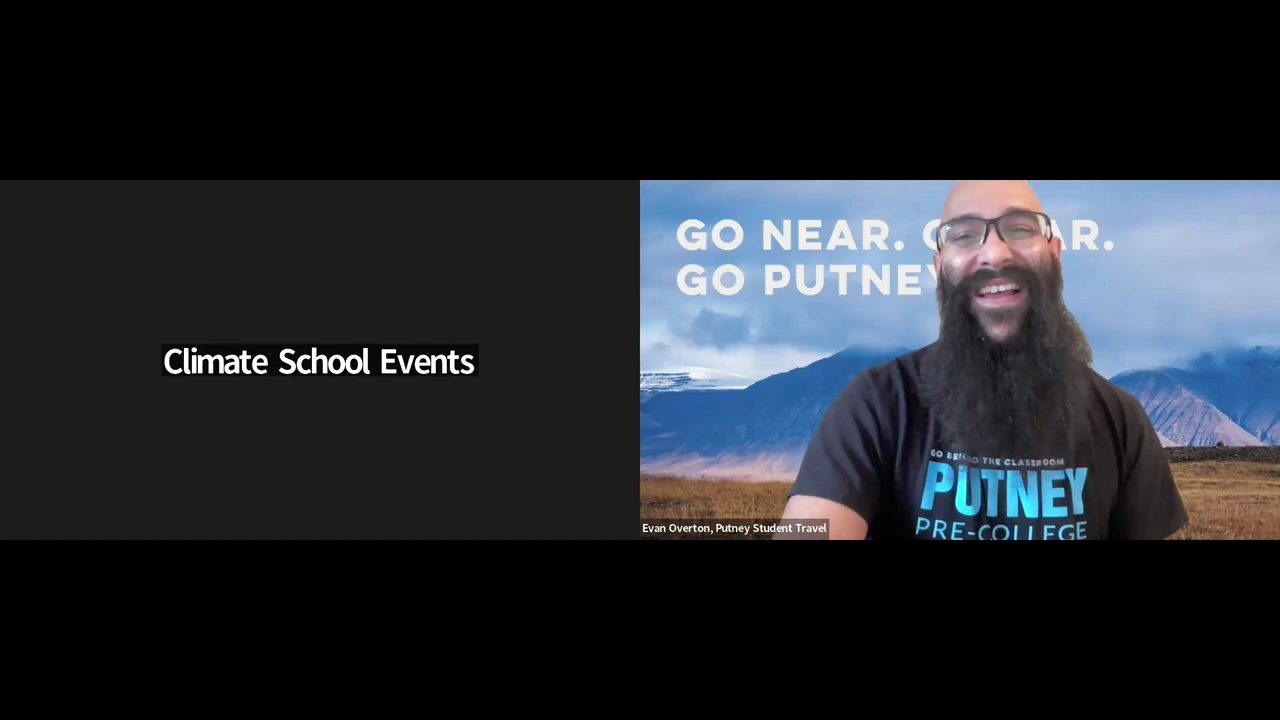 Climate School Events
GO NEAR. G AR.
GO PUTNEY
GO BEYOND THE CLASSROOM
PUTNEY
PRE-COLLEGE
Evan Overton, Putney Student Travel